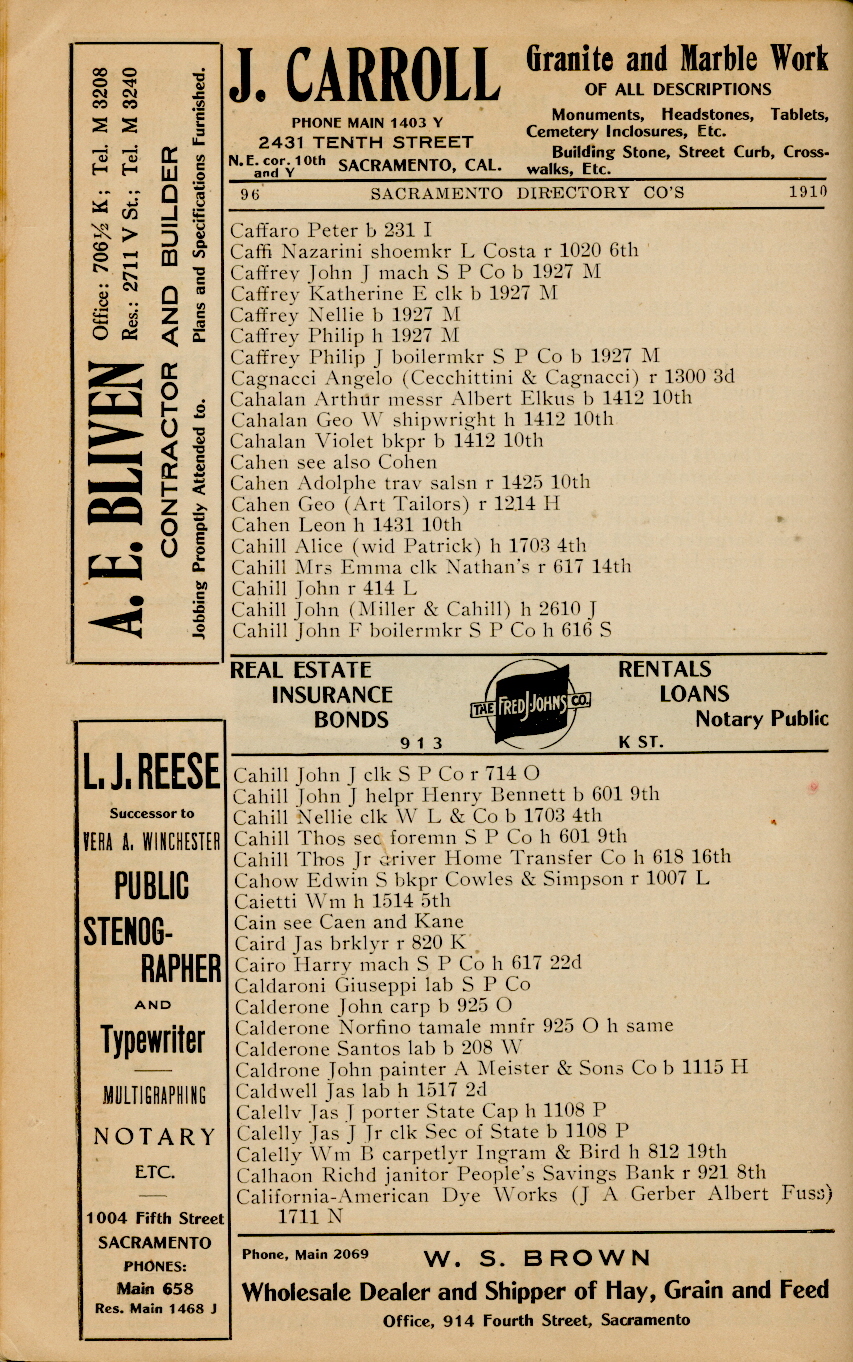 J. CARROLL
PHONE MAIN 1403 Y
2431 TENTH STREET
N.E. cor. 10th and Y SACRAMENTO, CAL.
Granite and Marble Work
OF ALL DESCRIPTIONS
Monuments, Headstones, Tablets,
Cemetery Inclosures, Etc.
Building Stone, Street Curb, Cross-
walks, Etc.
96 SACRAMENTO DIRECTORY CO'S 1910
A. E. BLIVEN
Office: 706½ K; Tel. M 3208
Res.: 2711 V St.; Tel. M 3240
CONTRACTOR AND BUILDER
Jobbing Promptly Attended to. Plans and Specifications Furnished.
Caffaro Peter b 231 I
Caffi Nazarini shoemkr L Costa r 1020 6th
Caffrey John J mach S P Co b 1927 M
Caffrey Katherine E clk b 1927 M
Caffrey Nellie b 1927 M
Caffrey Philip h 1927 M
Caffrey Philip J boilermkr S P Co b 1927 M
Cagnacci Angelo (Cecchittini & Cagnacci) r 1300 3d
Cahalan Arthur messr Albert Elkus b 1412 10th
Cahalan Geo W shipwright h 1412 10th
Cahalan Violet bkpr b 1412 10th
Cahen see also Cohen
Cahen Adolphe trav salsn r 1425 10th
Cahen Geo (Art Tailors) r 1214 H
Cahen Leon h 1431 10th
Cahill Alice (wid Patrick) h 1703 4th
Cahill Mrs Emma clk Nathan's r 617 14th
Cahill John r 414 L
Cahill John (Miller & Cahill) h 2610 J
Cahill John F boilermkr S P Co h 616 S
REAL ESTATE
INSURANCE
BONDS
913
THE FRED J. JOHNS CO.
RENTALS
LOANS
Notary Public
K ST.
L. J. REESE
Successor to
VERA A. WINCHESTER
PUBLIC
STENOG-
RAPHER
AND
Typewriter
MULTIGRAPHING
NOTARY
ETC.
1004 Fifth Street
SACRAMENTO
PHONES:
Main 658
Res. Main 1468 J
Cahill John J clk S P Co r 714 O
Cahill John J helpr Henry Bennett b 601 9th
Cahill Nellie clk W L & Co b 1703 4th
Cahill Thos sec foremn S P Co h 601 9th
Cahill Thos Jr driver Home Transfer Co h 618 16th
Cahow Edwin S bkpr Cowles & Simpson r 1007 L
Caietti Wm h 1514 5th
Cain see Caen and Kane
Caird Jas brklyr r 820 K
Cairo Harry mach S P Co h 617 22d
Caldaroni Giuseppi lab S P Co
Calderone John carp b 925 O
Calderone Norfino tamale mnfr 925 O h same
Calderone Santos lab b 208 W
Caldrone John painter A Meister & Sons Co b 1115 H
Caldwell Jas lab h 1517 2d
Calelly Jas J porter State Cap h 1108 P
Calelly Jas J Jr clk Sec of State b 1108 P
Calelly Wm B carpetlyr Ingram & Bird h 812 19th
Calhaon Richd janitor People's Savings Bank r 921 8th
California-American Dye Works (J A Gerber Albert Fuss)
1711 N
Phone, Main 2069 W. S. BROWN
Wholesale Dealer and Shipper of Hay, Grain and Feed
Office, 914 Fourth Street, Sacramento